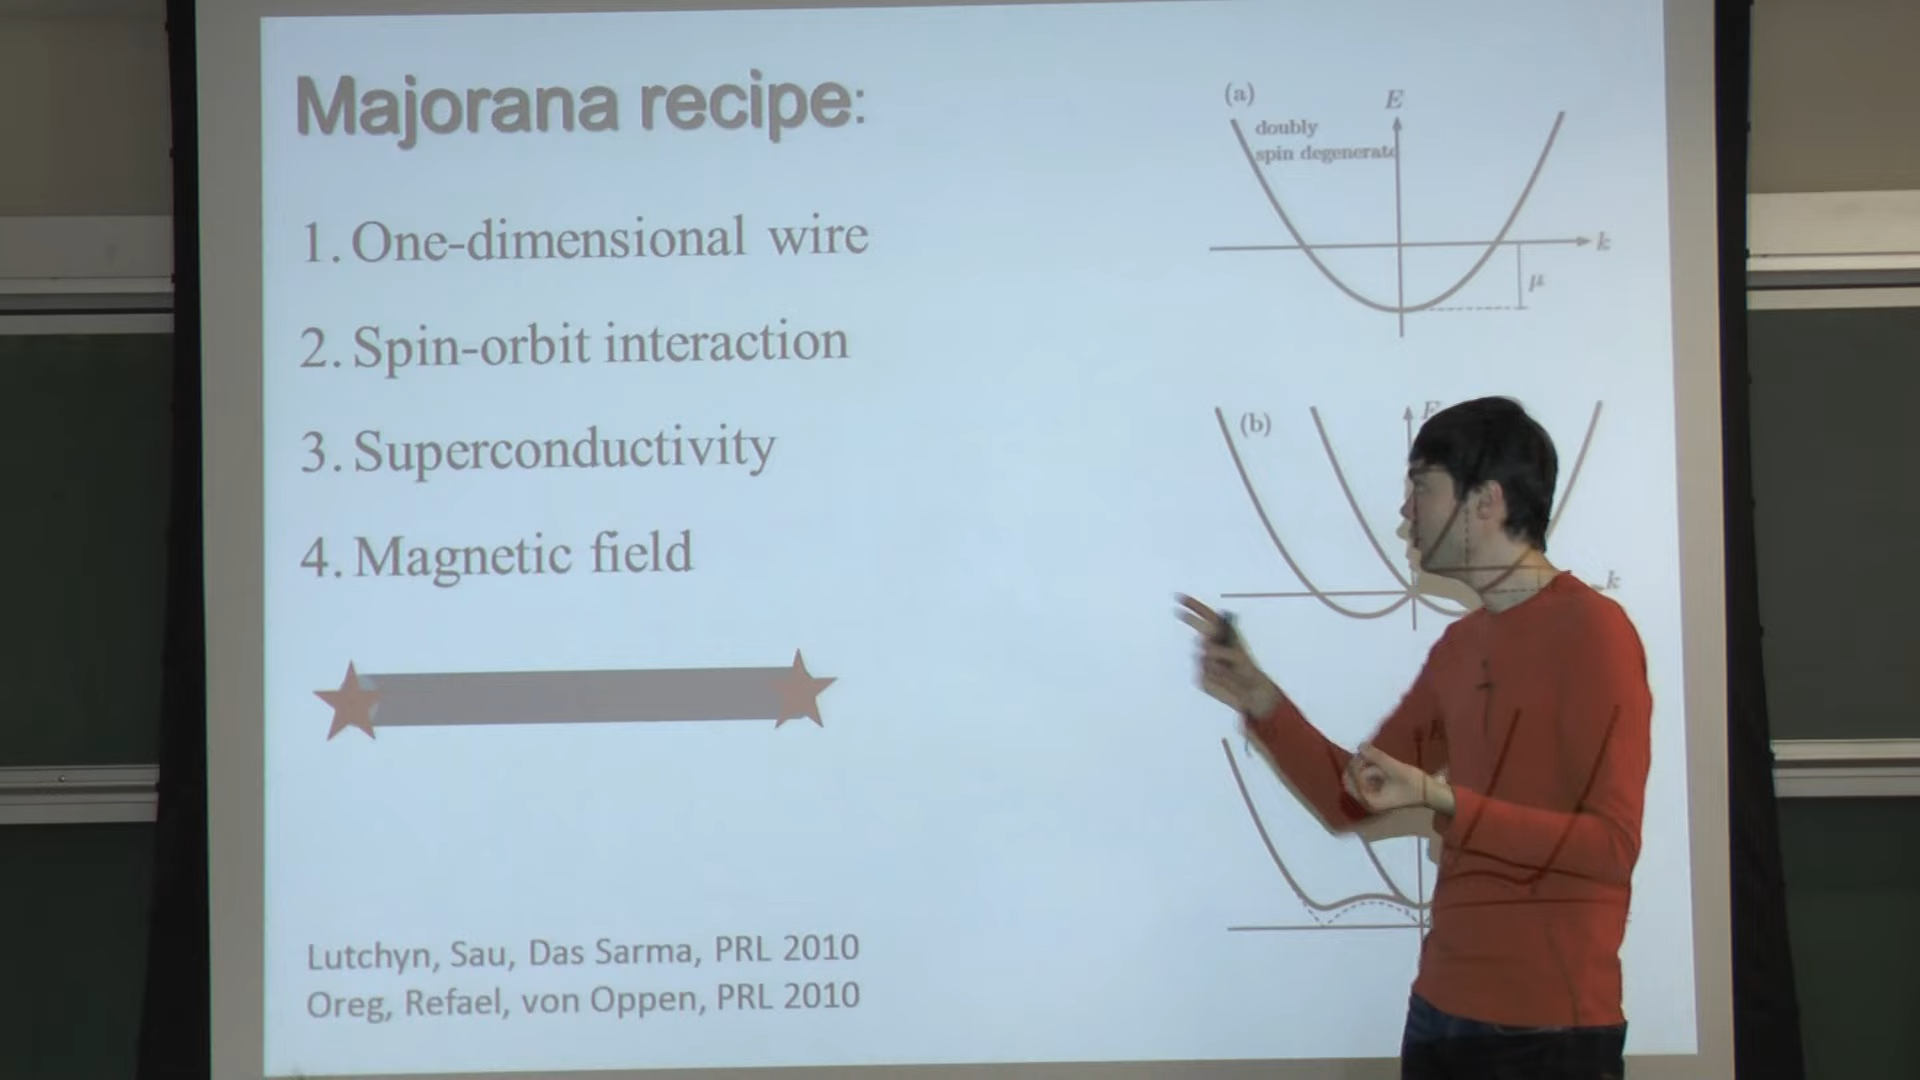 Majorana recipe:
1. One-dimensional wire
2. Spin-orbit interaction
3. Superconductivity
4. Magnetic field
Lutchyn, Sau, Das Sarma, PRL 2010
Oreg, Refael, von Oppen, PRL 2010
(a)
E
doubly
spin degenerate
k
μ
(b)
E
k